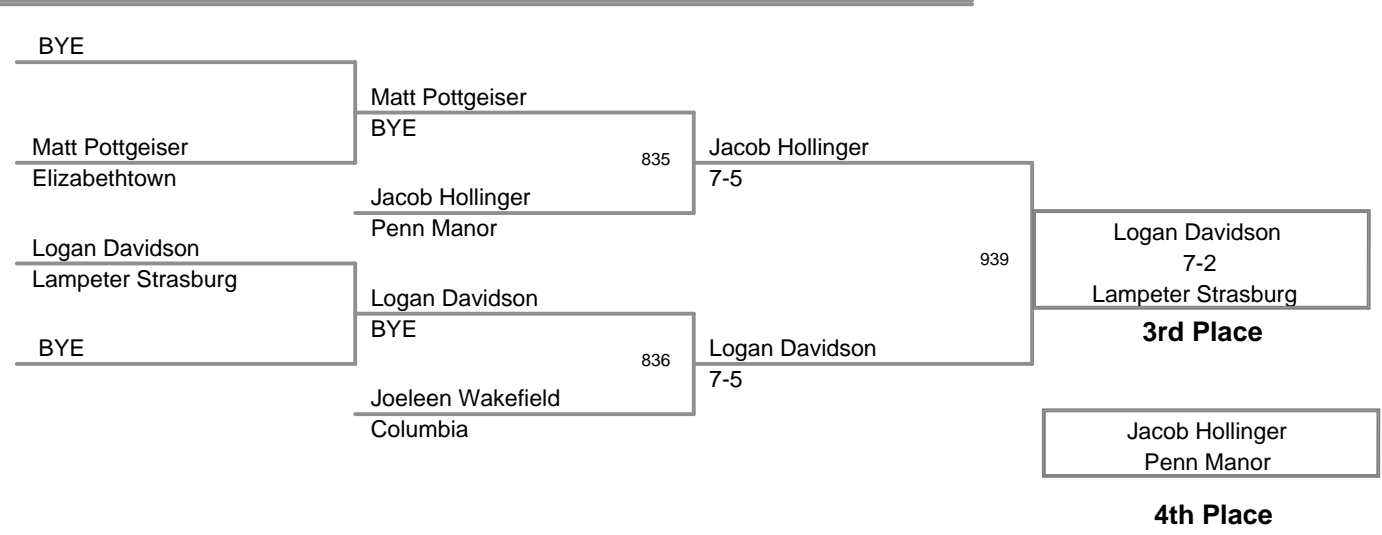 BYE
Matt Pottgeiser
BYE
Matt Pottgeiser
Elizabethtown
835
Jacob Hollinger
7-5
Jacob Hollinger
Penn Manor
Logan Davidson
Lampeter Strasburg
939
Logan Davidson
7-2
Lampeter Strasburg
3rd Place
Logan Davidson
BYE
BYE
836
Logan Davidson
7-5
Joeleen Wakefield
Columbia
Jacob Hollinger
Penn Manor
4th Place